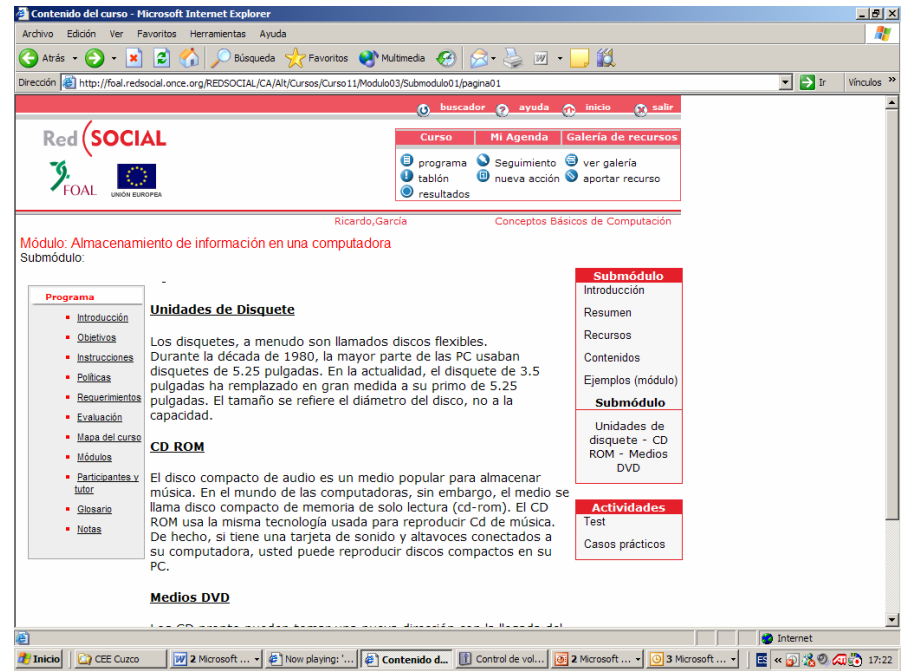 Contenido del curso - Microsoft Internet Explorer
Archivo Edición Ver Favoritos Herramientas Ayuda
Atrás Búsqueda Favoritos Multimedia
Dirección http://foal.redsocial.once.org/REDSOCIAL/CA/Alt/Cursos/Curso11/Modulo03/Submodulo01/pagina01 Ir Vínculos »
buscador ayuda inicio salir
Red (SOCIAL
FOAL
UNIÓN EUROPEA
Curso Mi Agenda Galería de recursos
programa Seguimiento ver galería
tablón nueva acción aportar recurso
resultados
Ricardo,García Conceptos Básicos de Computación
Módulo: Almacenamiento de información en una computadora
Submódulo:
Programa
Introducción
Objetivos
Instrucciones
Políticas
Requerimientos
Evaluación
Mapa del curso
Módulos
Participantes y
tutor
Glosario
Notas
Unidades de Disquete
Los disquetes, a menudo son llamados discos flexibles.
Durante la década de 1980, la mayor parte de las PC usaban
disquetes de 5.25 pulgadas. En la actualidad, el disquete de 3.5
pulgadas ha remplazado en gran medida a su primo de 5.25
pulgadas. El tamaño se refiere el diámetro del disco, no a la
capacidad.
CD ROM
El disco compacto de audio es un medio popular para almacenar
música. En el mundo de las computadoras, sin embargo, el medio se
llama disco compacto de memoria de solo lectura (cd-rom). El CD
ROM usa la misma tecnología usada para reproducir Cd de música.
De hecho, si tiene una tarjeta de sonido y altavoces conectados a
su computadora, usted puede reproducir discos compactos en su
PC.
Medios DVD
Submódulo
Introducción
Resumen
Recursos
Contenidos
Ejemplos (módulo)
Submódulo
Unidades de
disquete - CD
ROM - Medios
DVD
Actividades
Test
Casos prácticos
Internet
Inicio CEE Cuzco 2 Microsoft ... Now playing: '... Contenido d... Control de vol... 2 Microsoft ... 3 Microsoft ... ES « 17:22